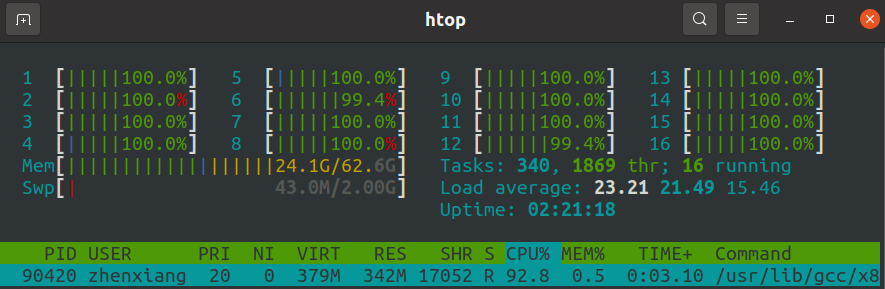 htop
1 [|||||100.0%] 5 [|||||100.0%] 9 [|||||100.0%] 13 [|||||100.0%]
2 [|||||100.0%] 6 [||||||99.4%] 10 [|||||100.0%] 14 [|||||100.0%]
3 [|||||100.0%] 7 [|||||100.0%] 11 [|||||100.0%] 15 [|||||100.0%]
4 [|||||100.0%] 8 [|||||100.0%] 12 [||||||99.4%] 16 [|||||100.0%]
Mem[|||||||||||||||||||24.1G/62.6G] Tasks: 340, 1869 thr; 16 running
Swp[| 43.0M/2.00G] Load average: 23.21 21.49 15.46
Uptime: 02:21:18
PID USER PRI NI VIRT RES SHR S CPU% MEM% TIME+ Command
90420 zhenxiang 20 0 379M 342M 17052 R 92.8 0.5 0:03.10 /usr/lib/gcc/x8